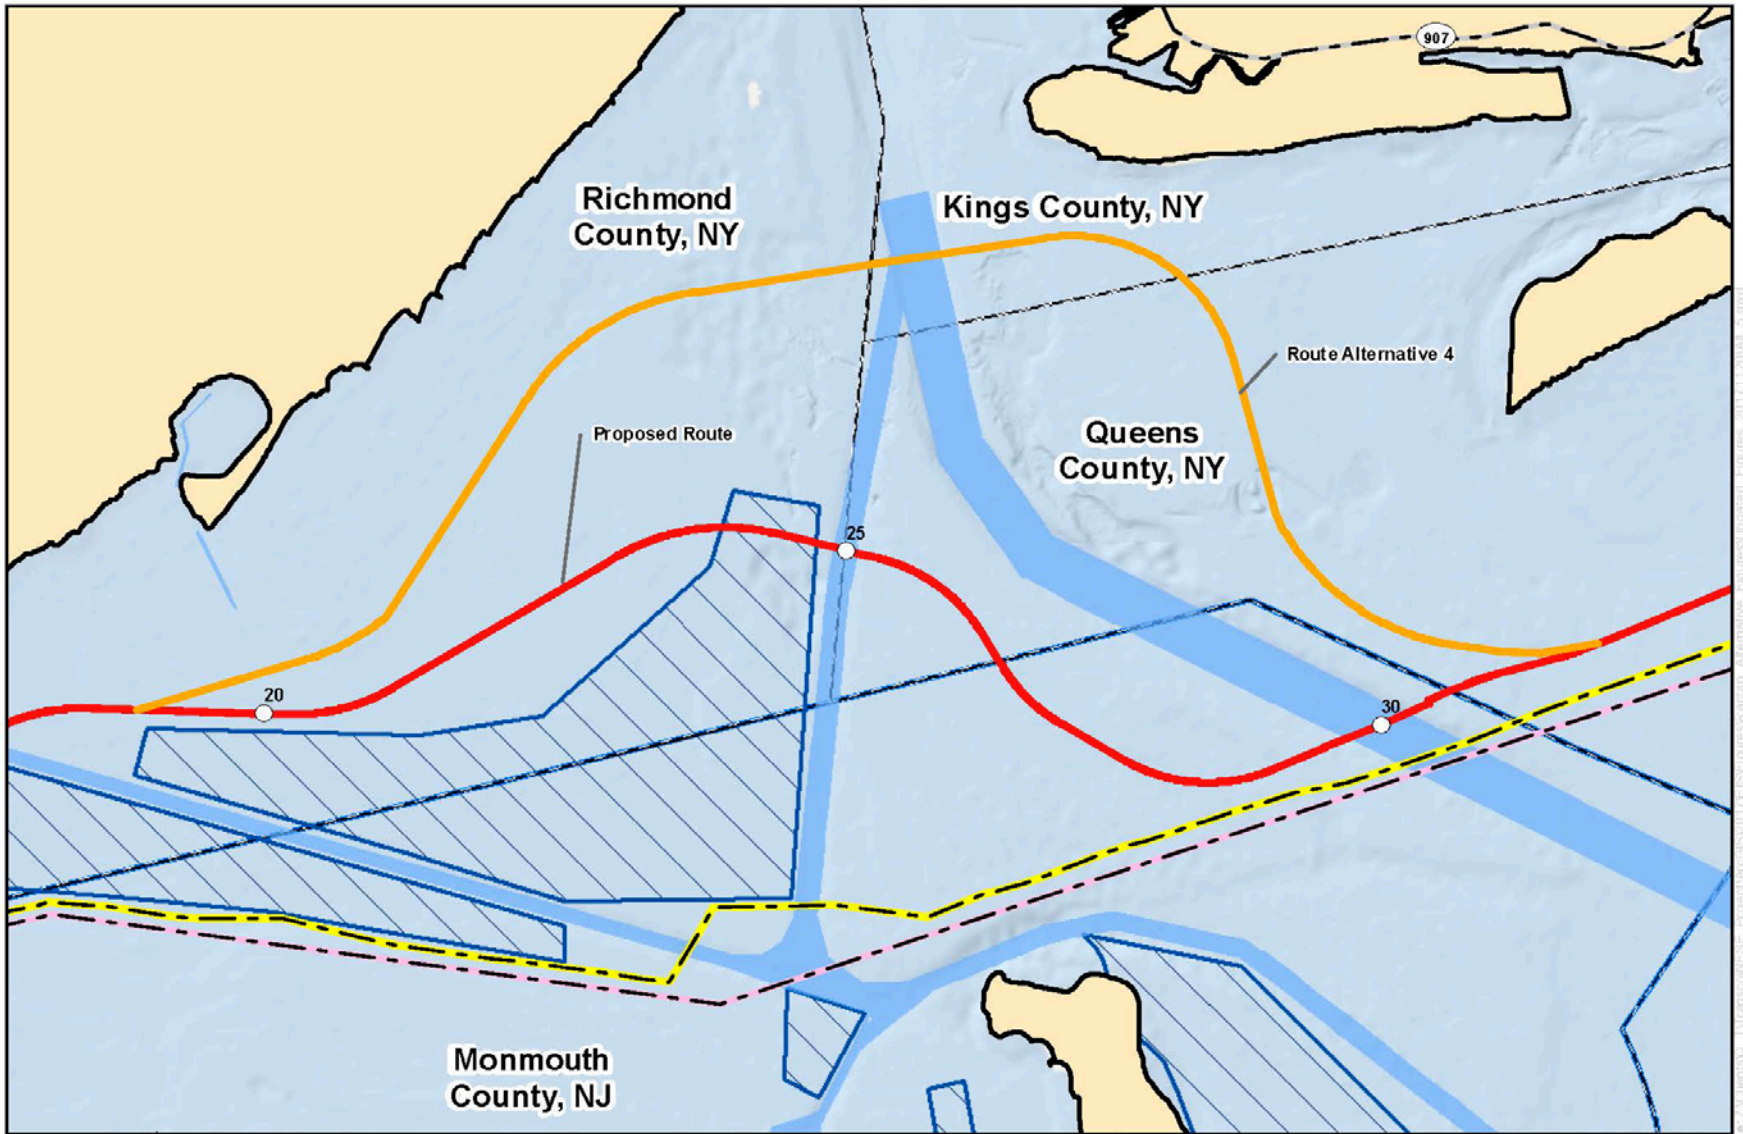 907
Richmond
County, NY
Kings County, NY
Route Alternative 4
Proposed Route
Queens
County, NY
25
20
30
Monmouth
County, NJ